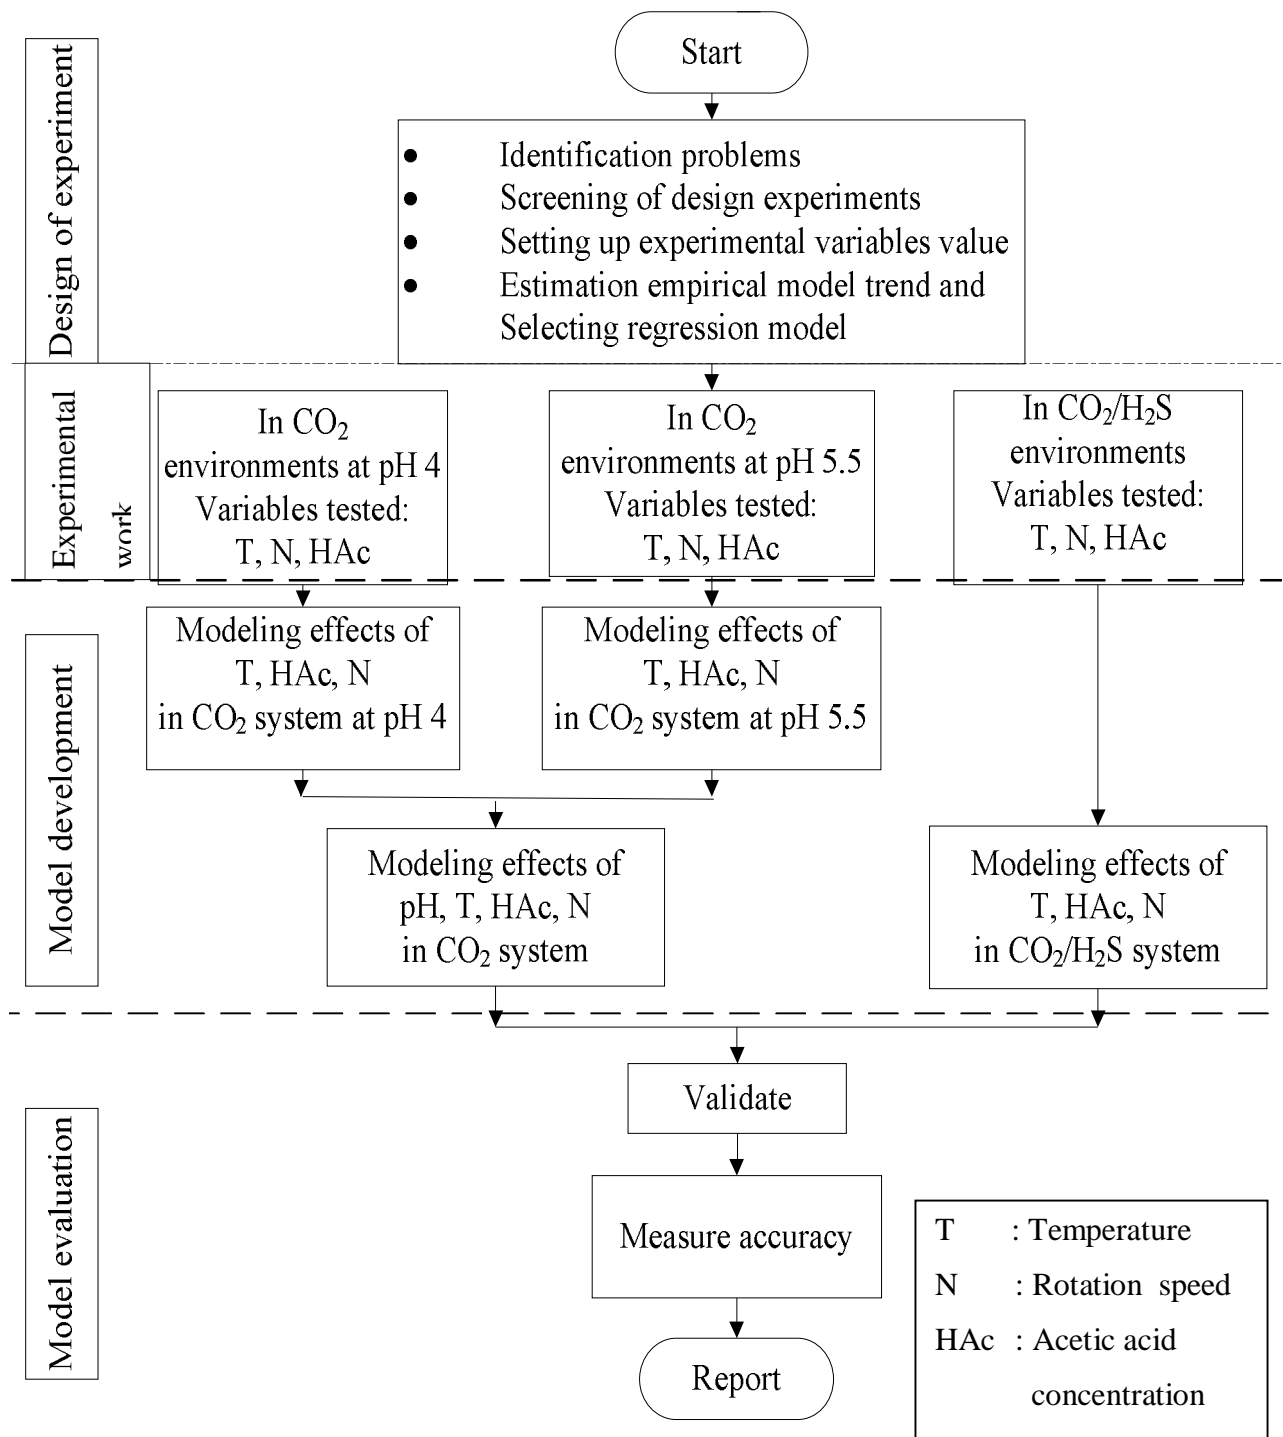 Design of experiment
Start
● Identification problems
● Screening of design experiments
● Setting up experimental variables value
● Estimation empirical model trend and
Selecting regression model
Experimental
work
In CO₂
environments at pH 4
Variables tested:
T, N, HAc
In CO₂
environments at pH 5.5
Variables tested:
T, N, HAc
In CO₂/H₂S
environments
Variables tested:
T, N, HAc
Model development
Modeling effects of
T, HAc, N
in CO₂ system at pH 4
Modeling effects of
T, HAc, N
in CO₂ system at pH 5.5
Modeling effects of
pH, T, HAc, N
in CO₂ system
Modeling effects of
T, HAc, N
in CO₂/H₂S system
Model evaluation
Validate
Measure accuracy
Report
T : Temperature
N : Rotation speed
HAc : Acetic acid
concentration